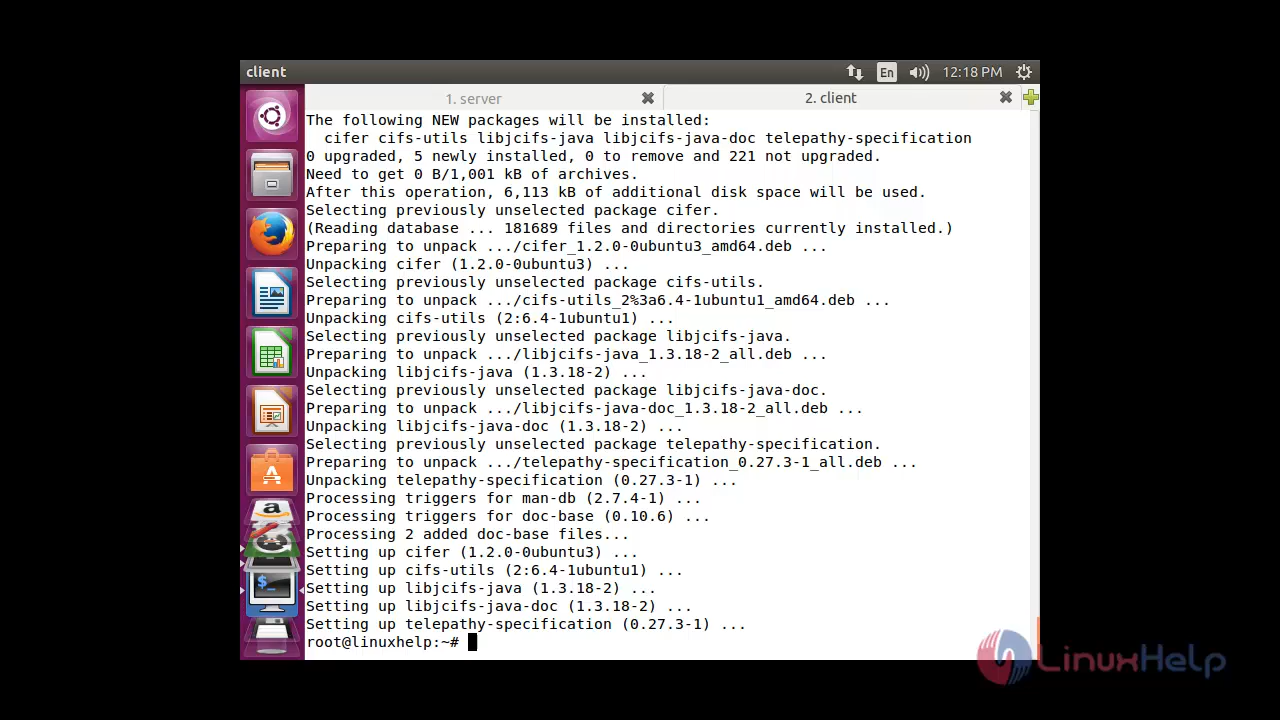 client
En
12:18 PM
1. server
2. client
The following NEW packages will be installed:
  cifer cifs-utils libjcifs-java libjcifs-java-doc telepathy-specification
0 upgraded, 5 newly installed, 0 to remove and 221 not upgraded.
Need to get 0 B/1,001 kB of archives.
After this operation, 6,113 kB of additional disk space will be used.
Selecting previously unselected package cifer.
(Reading database ... 181689 files and directories currently installed.)
Preparing to unpack .../cifer_1.2.0-0ubuntu3_amd64.deb ...
Unpacking cifer (1.2.0-0ubuntu3) ...
Selecting previously unselected package cifs-utils.
Preparing to unpack .../cifs-utils_2%3a6.4-1ubuntu1_amd64.deb ...
Unpacking cifs-utils (2:6.4-1ubuntu1) ...
Selecting previously unselected package libjcifs-java.
Preparing to unpack .../libjcifs-java_1.3.18-2_all.deb ...
Unpacking libjcifs-java (1.3.18-2) ...
Selecting previously unselected package libjcifs-java-doc.
Preparing to unpack .../libjcifs-java-doc_1.3.18-2_all.deb ...
Unpacking libjcifs-java-doc (1.3.18-2) ...
Selecting previously unselected package telepathy-specification.
Preparing to unpack .../telepathy-specification_0.27.3-1_all.deb ...
Unpacking telepathy-specification (0.27.3-1) ...
Processing triggers for man-db (2.7.4-1) ...
Processing triggers for doc-base (0.10.6) ...
Processing 2 added doc-base files...
Setting up cifer (1.2.0-0ubuntu3) ...
Setting up cifs-utils (2:6.4-1ubuntu1) ...
Setting up libjcifs-java (1.3.18-2) ...
Setting up libjcifs-java-doc (1.3.18-2) ...
Setting up telepathy-specification (0.27.3-1) ...
root@linuxhelp:~#
LinuxHelp